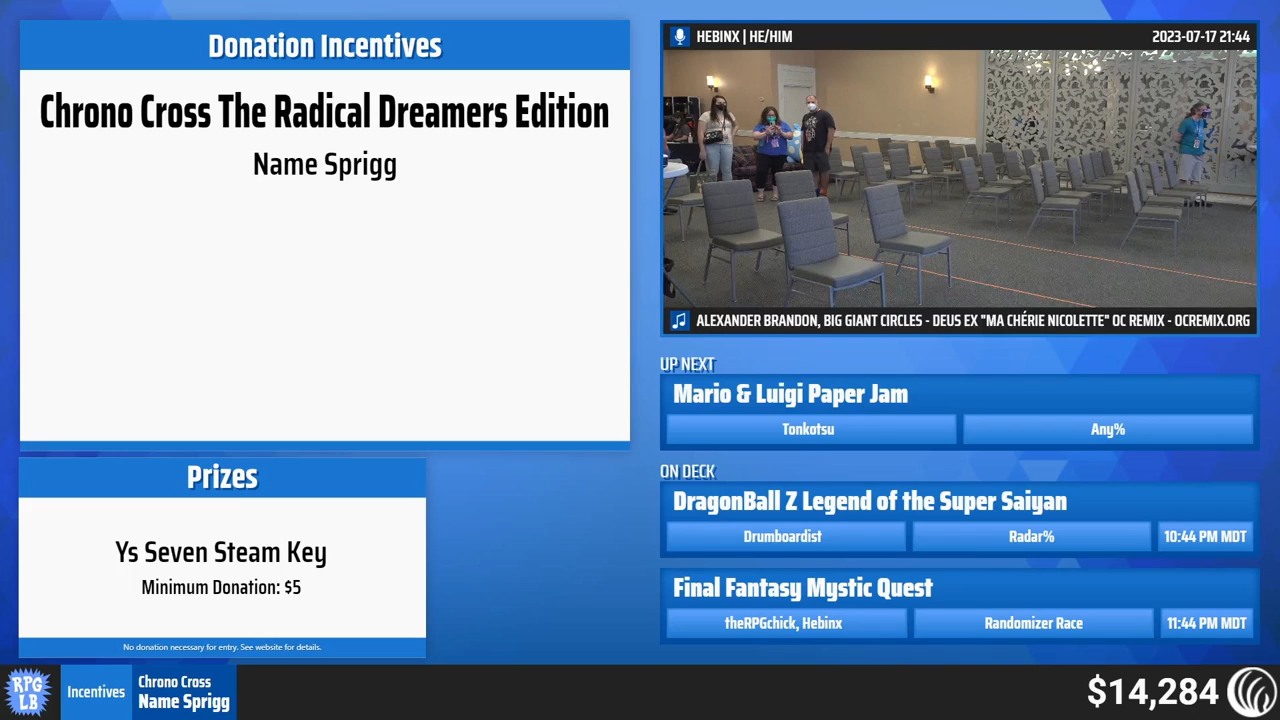 Donation Incentives
Chrono Cross The Radical Dreamers Edition
Name Sprigg
Prizes
Ys Seven Steam Key
Minimum Donation: $5
No donation necessary for entry. See website for details.
HEBINX | HE/HIM
2023-07-17 21:44
ALEXANDER BRANDON, BIG GIANT CIRCLES - DEUS EX "MA CHÉRIE NICOLETTE" OC REMIX - OCREMIX.ORG
UP NEXT
Mario & Luigi Paper Jam
Tonkotsu
Any%
ON DECK
DragonBall Z Legend of the Super Saiyan
Drumboardist
Radar%
10:44 PM MDT
Final Fantasy Mystic Quest
theRPGchick, Hebinx
Randomizer Race
11:44 PM MDT
RPG
LB
Incentives
Chrono Cross
Name Sprigg
$14,284